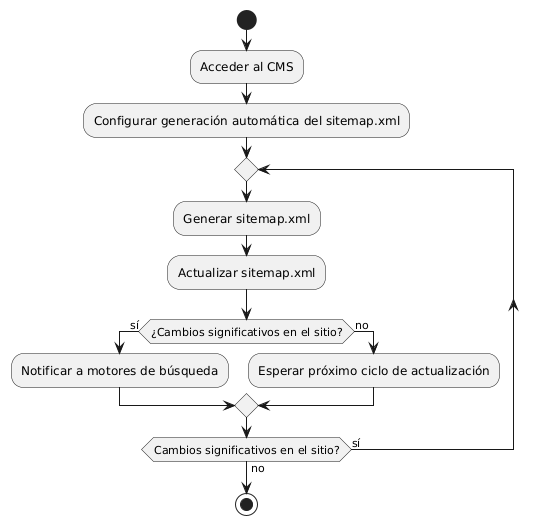 Acceder al CMS
Configurar generación automática del sitemap.xml
Generar sitemap.xml
Actualizar sitemap.xml
¿Cambios significativos en el sitio?
sí
no
Notificar a motores de búsqueda
Esperar próximo ciclo de actualización
Cambios significativos en el sitio?
sí
no